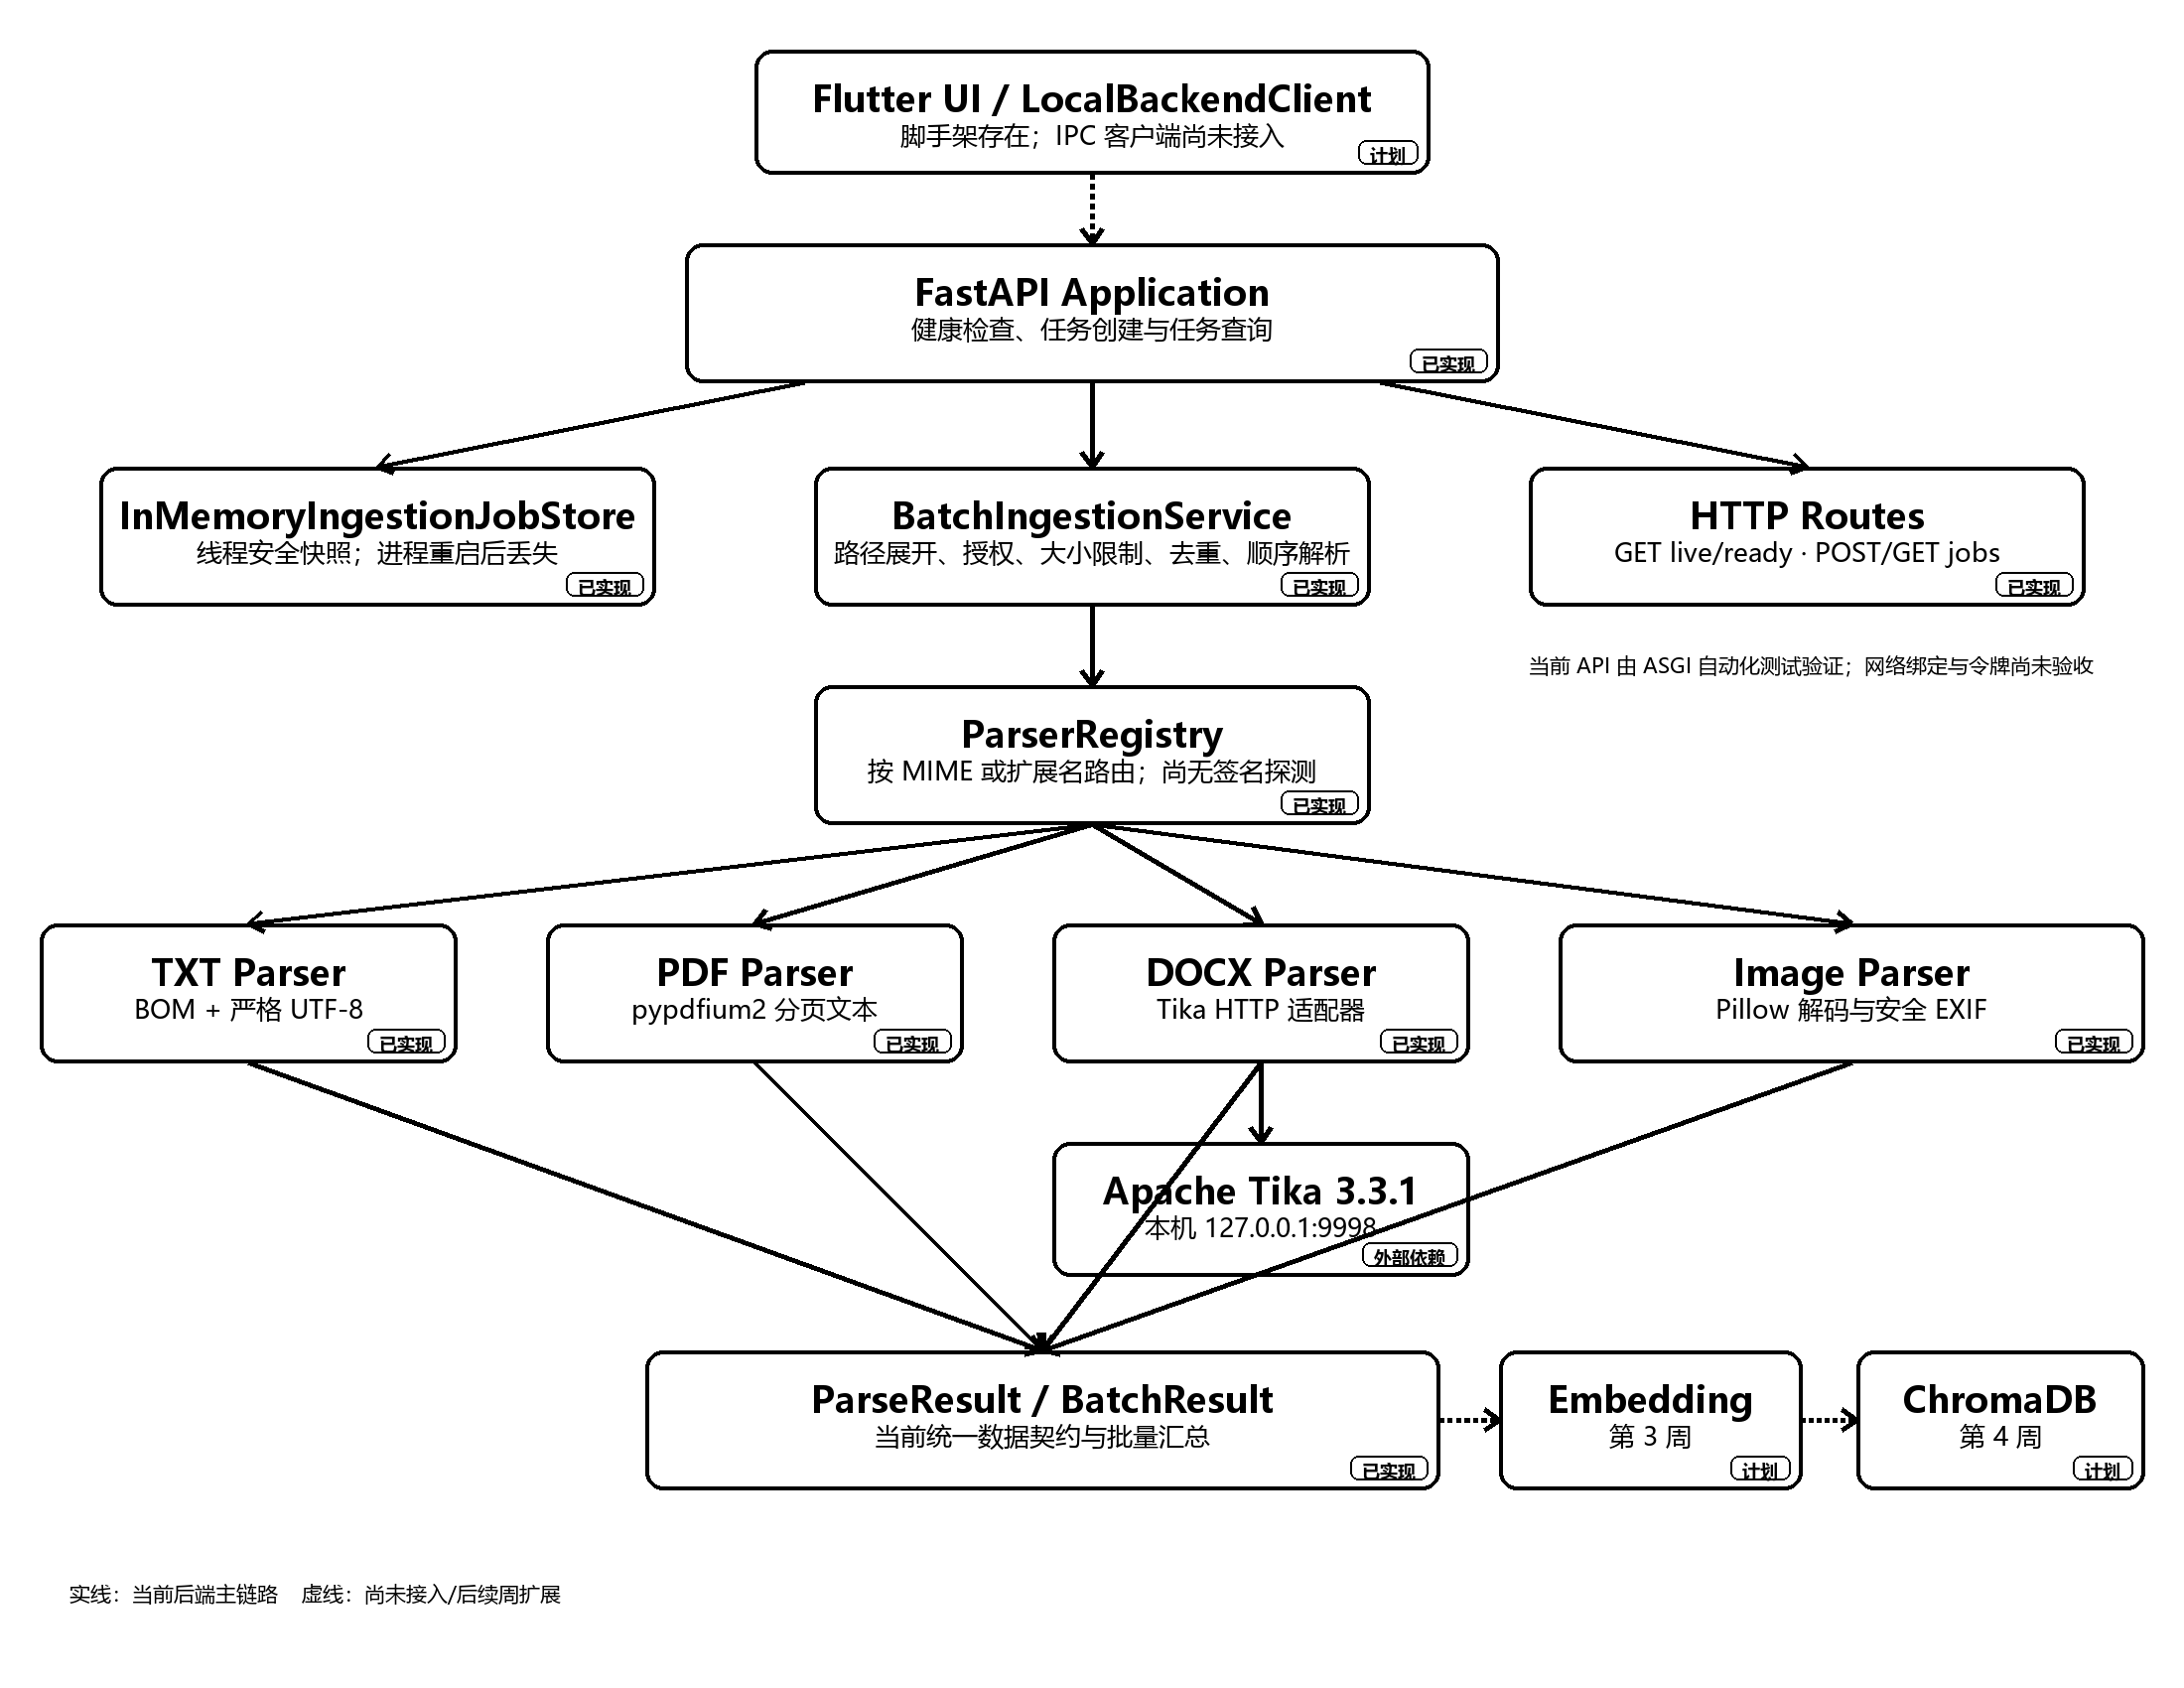 Flutter UI / LocalBackendClient
脚手架存在；IPC 客户端尚未接入
计划
FastAPI Application
健康检查、任务创建与任务查询
已实现
InMemoryIngestionJobStore
线程安全快照；进程重启后丢失
已实现
BatchIngestionService
路径展开、授权、大小限制、去重、顺序解析
已实现
HTTP Routes
GET live/ready · POST/GET jobs
已实现
当前 API 由 ASGI 自动化测试验证；网络绑定与令牌尚未验收
ParserRegistry
按 MIME 或扩展名路由；尚无签名探测
已实现
TXT Parser
BOM + 严格 UTF-8
已实现
PDF Parser
pypdfium2 分页文本
已实现
DOCX Parser
Tika HTTP 适配器
已实现
Image Parser
Pillow 解码与安全 EXIF
已实现
Apache Tika 3.3.1
本机 127.0.0.1:9998
外部依赖
ParseResult / BatchResult
当前统一数据契约与批量汇总
已实现
Embedding
第 3 周
计划
ChromaDB
第 4 周
计划
实线：当前后端主链路 虚线：尚未接入/后续周扩展